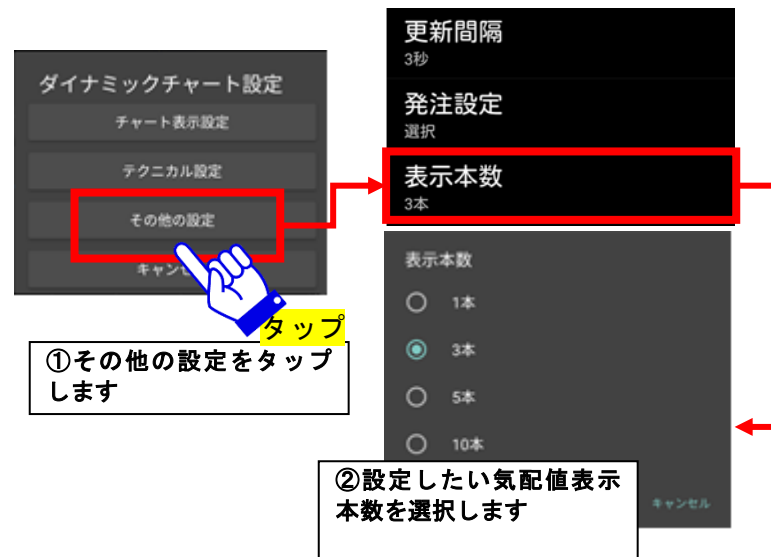 ダイナミックチャート設定
チャート表示設定
テクニカル設定
その他の設定
キャンセ
タップ
①その他の設定をタップ
します
更新間隔
3秒
発注設定
選択
表示本数
3本
表示本数
1本
3本
5本
10本
キャンセル
②設定したい気配値表示
本数を選択します